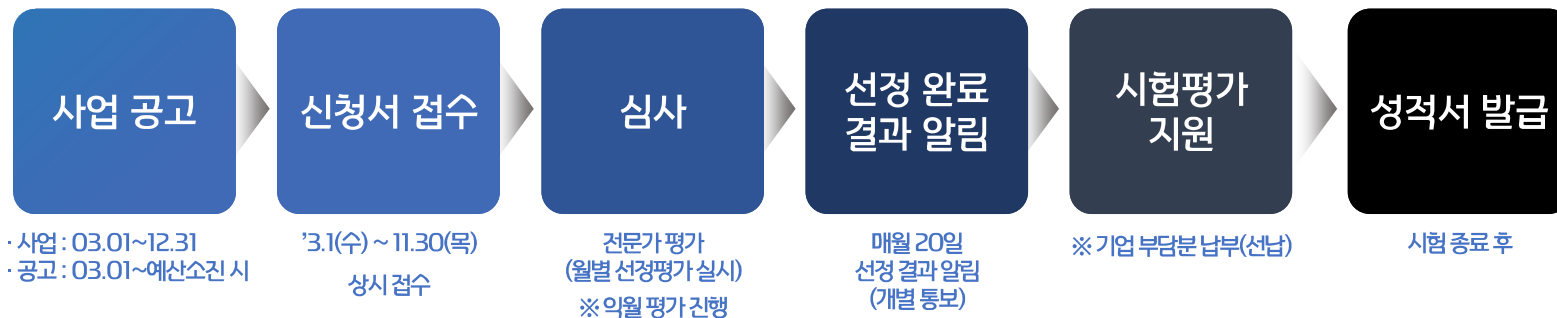 사업 공고
신청서 접수
심사
선정 완료
결과 알림
시험평가
지원
성적서 발급
· 사업 : 03.01~12.31
· 공고 : 03.01~예산소진 시
’3.1(수) ~ 11.30(목)
상시 접수
전문가 평가
(월별 선정평가 실시)
※ 익월 평가 진행
매월 20일
선정 결과 알림
(개별 통보)
※ 기업 부담분 납부(선납)
시험 종료 후